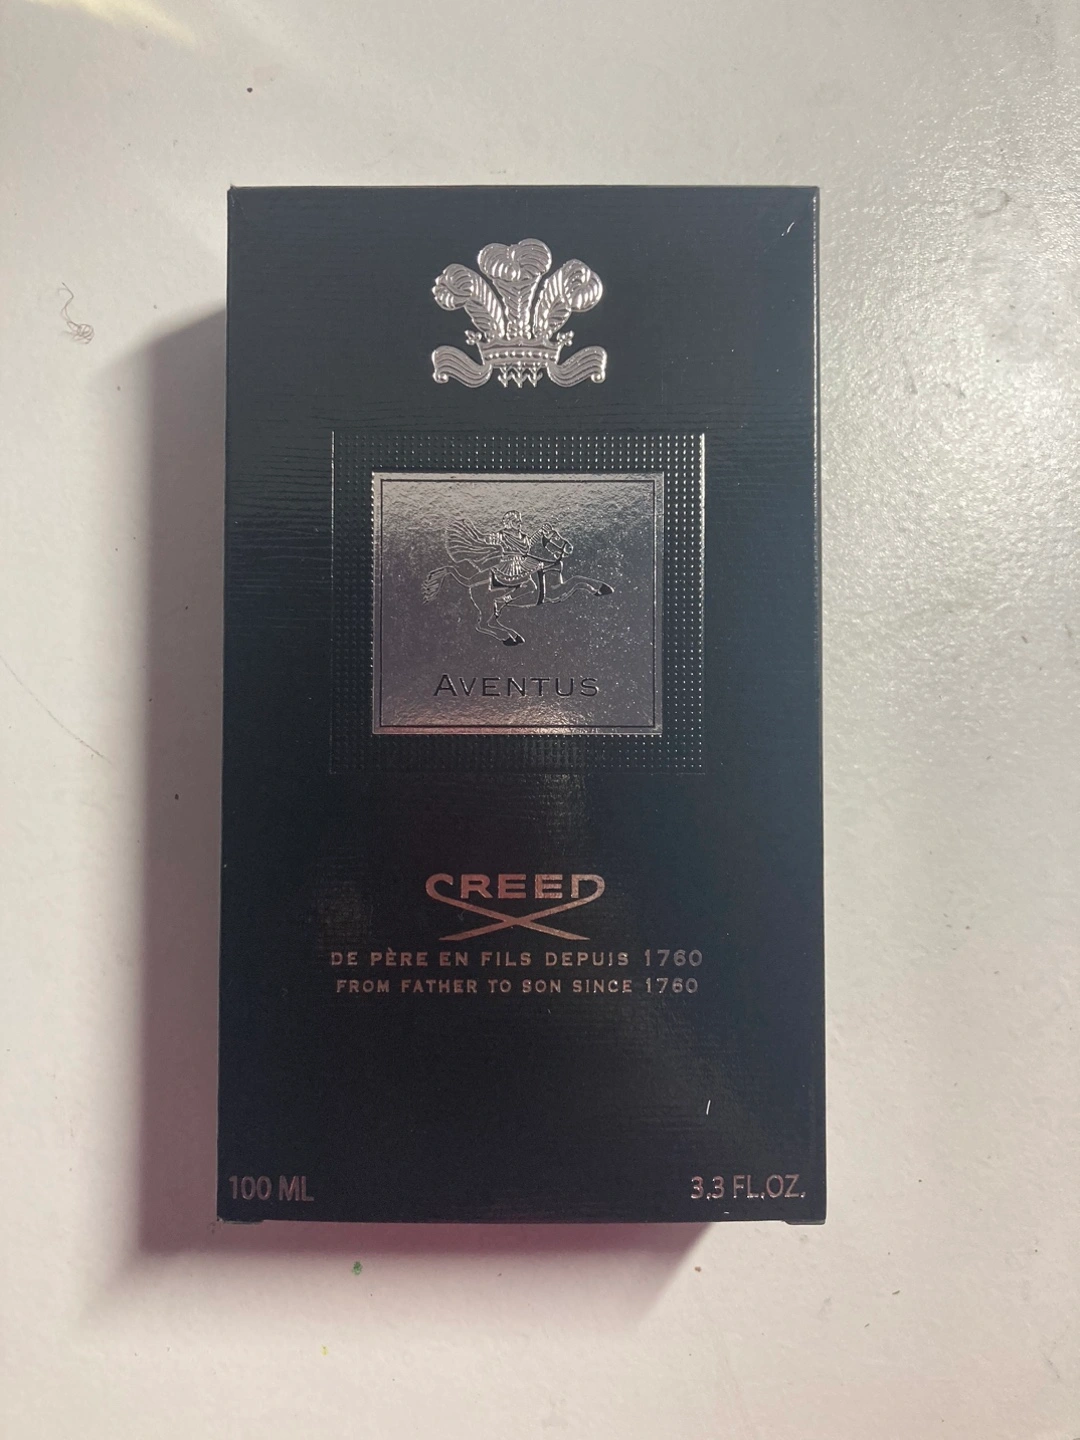 AVENTUS
CREED
DE PÈRE EN FILS DEPUIS 1760
FROM FATHER TO SON SINCE 1760
100 ML
3.3 FL.OZ.